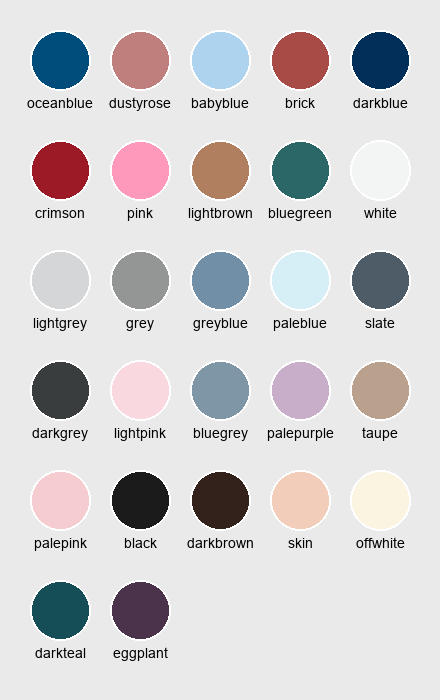 oceanblue dustyrose babyblue brick darkblue
crimson pink lightbrown bluegreen white
lightgrey grey greyblue paleblue slate
darkgrey lightpink bluegrey palepurple taupe
palepink black darkbrown skin offwhite
darkteal eggplant